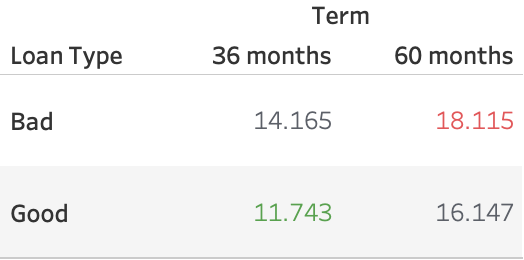 Term
Loan Type 36 months 60 months
Bad 14.165 18.115
Good 11.743 16.147